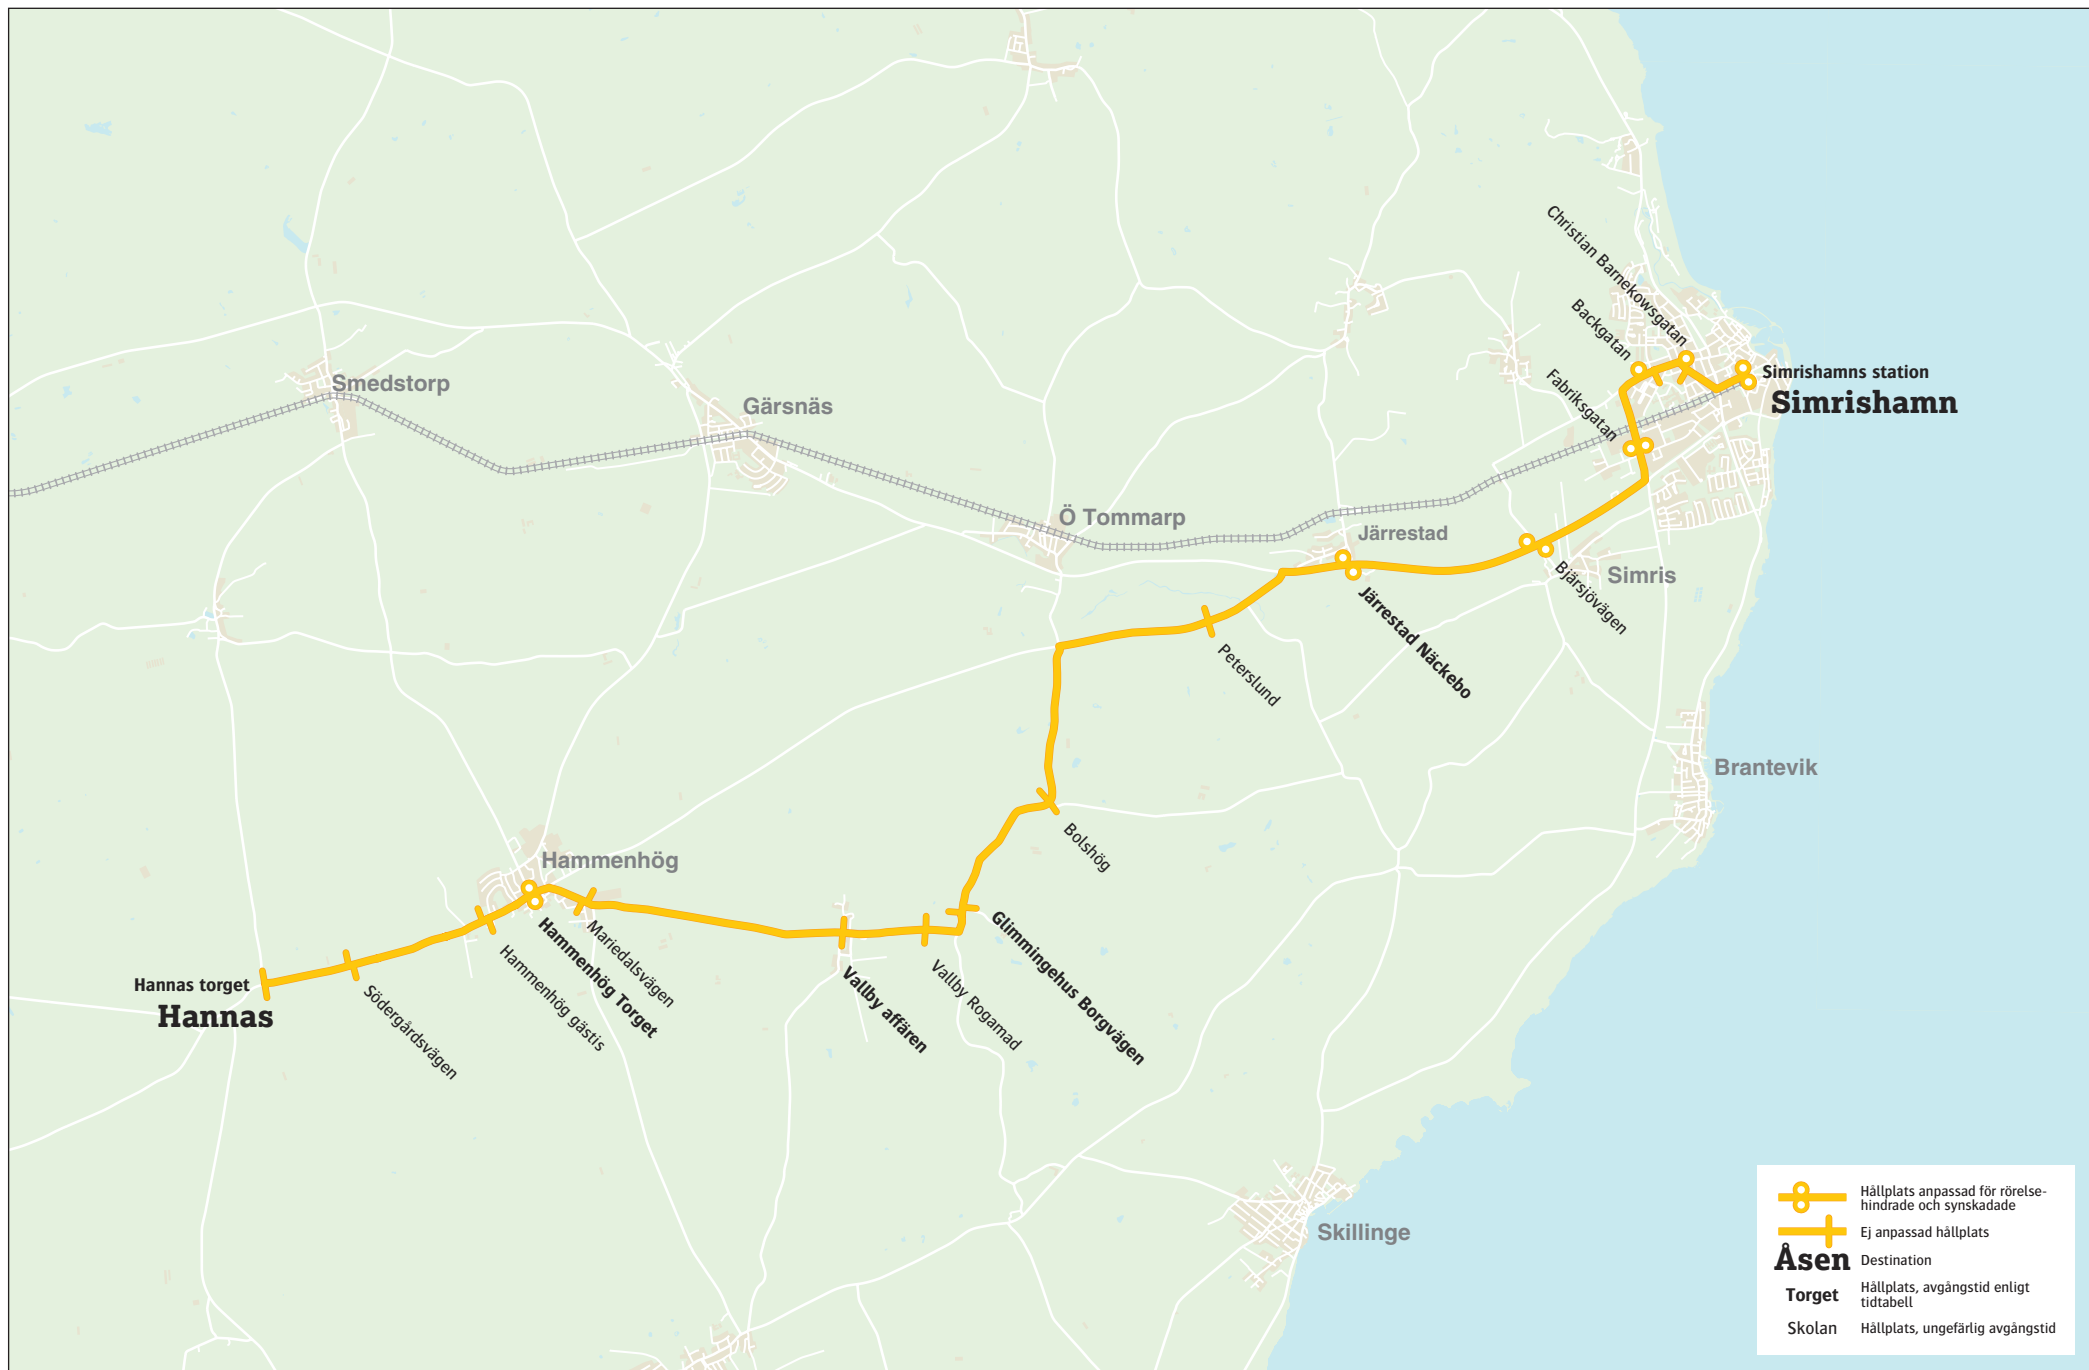 Christian Barnekowsgatan
Backgatan
Fabriksgatan
Simrishamns station
Simrishamn
Smedstorp
Gärsnäs
Ö Tommarp
Järrestad
Simris
Bjärsjövägen
Järrestad Näckebo
Peterslund
Brantevik
Bolshög
Hammenhög
Glimmingehus Borgvägen
Vallby Rogamad
Vallby affären
Mariedalsvägen
Hammenhög Torget
Hammenhög gästis
Södergårdsvägen
Hannas torget
Hannas
Skillinge
Hållplats anpassad för rörelse-
hindrade och synskadade
Ej anpassad hållplats
Åsen Destination
Torget Hållplats, avgångstid enligt
tidtabell
Skolan Hållplats, ungefärlig avgångstid